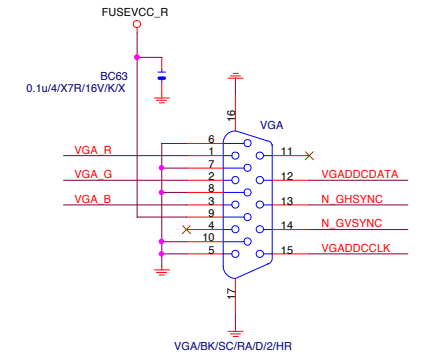 FUSEVCC_R
BC63
0.1u/4/X7R/16V/K/X
16
VGA
6
VGA_R 1 11
7
VGA_G 2 12 VGADDCDATA
8
VGA_B 3 13 N_GHSYNC
9
4 14 N_GVSYNC
10
5 15 VGADDCCLK
17
VGA/BK/SC/RA/D/2/HR